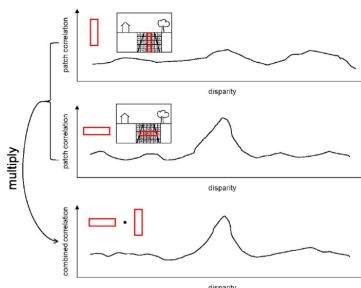 patch correlation
disparity
patch correlation
disparity
multiply
combined correlation
disparity